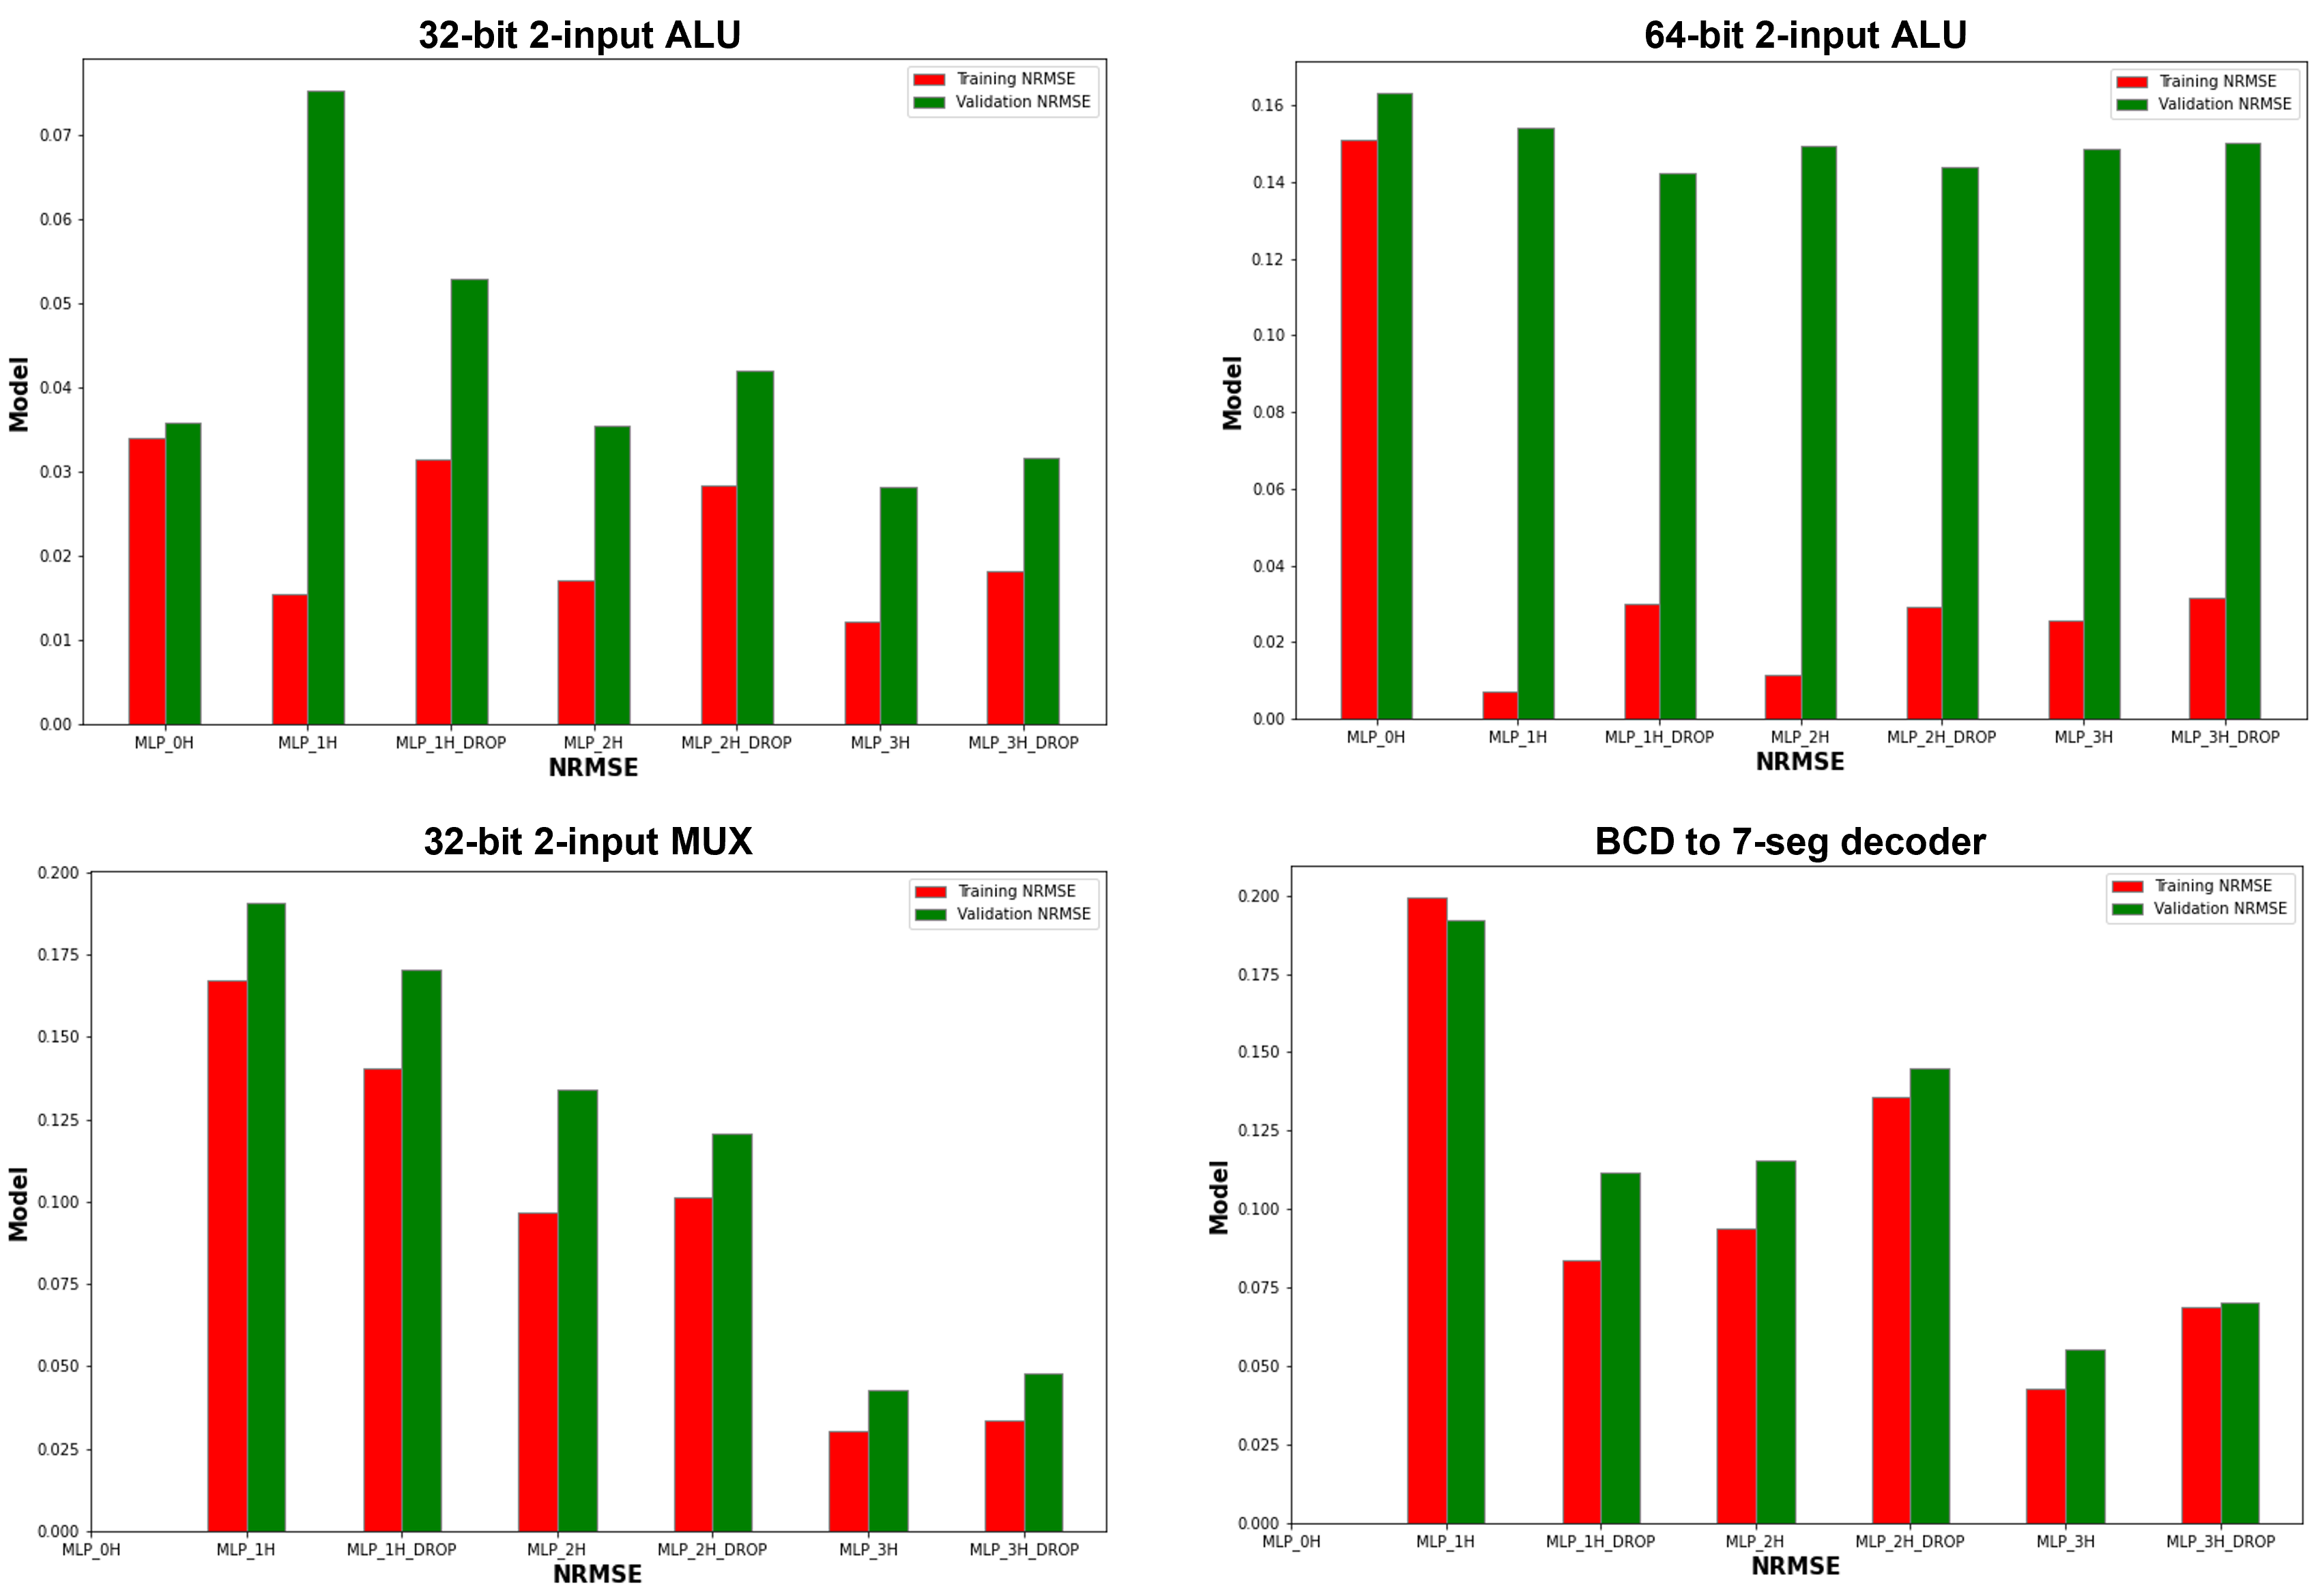 32-bit 2-input ALU
Training NRMSE
Validation NRMSE
0.07
0.06
0.05
0.04
0.03
0.02
0.01
0.00
Model
MLP_0H MLP_1H MLP_1H_DROP MLP_2H MLP_2H_DROP MLP_3H MLP_3H_DROP
NRMSE
64-bit 2-input ALU
Training NRMSE
Validation NRMSE
0.16
0.14
0.12
0.10
0.08
0.06
0.04
0.02
0.00
Model
MLP_0H MLP_1H MLP_1H_DROP MLP_2H MLP_2H_DROP MLP_3H MLP_3H_DROP
NRMSE
32-bit 2-input MUX
Training NRMSE
Validation NRMSE
0.200
0.175
0.150
0.125
0.100
0.075
0.050
0.025
0.000
Model
MLP_0H MLP_1H MLP_1H_DROP MLP_2H MLP_2H_DROP MLP_3H MLP_3H_DROP
NRMSE
BCD to 7-seg decoder
Training NRMSE
Validation NRMSE
0.200
0.175
0.150
0.125
0.100
0.075
0.050
0.025
0.000
Model
MLP_0H MLP_1H MLP_1H_DROP MLP_2H MLP_2H_DROP MLP_3H MLP_3H_DROP
NRMSE